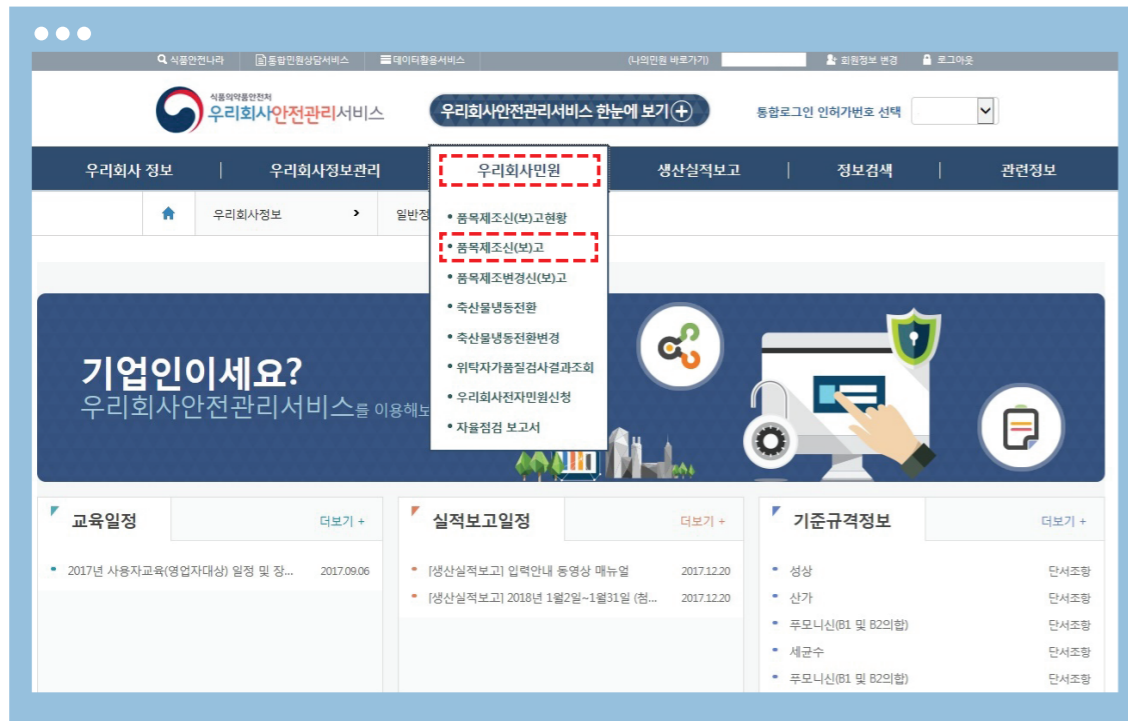 식품안전나라 통합민원상담서비스 데이터활용서비스 (나의민원 바로가기) 회원정보 변경 로그아웃
식품의약품안전처
우리회사안전관리서비스 우리회사안전관리서비스 한눈에 보기 통합로그인 인허가번호 선택
우리회사 정보 | 우리회사정보관리 우리회사민원 생산실적보고 | 정보검색 | 관련정보
우리회사정보 > 일반정
• 품목제조신(보)고현황
• 품목제조신(보)고
• 품목제조변경신(보)고
• 축산물냉동전환
• 축산물냉동전환변경
• 위탁자가품질검사결과조회
• 우리회사전자민원신청
• 자율점검 보고서
기업인이세요?
우리회사안전관리서비스를 이용해보
교육일정 더보기 +
• 2017년 사용자교육(영업자대상) 일정 및 장... 2017.09.06
실적보고일정 더보기 +
• [생산실적보고] 입력안내 동영상 매뉴얼 2017.12.20
• [생산실적보고] 2018년 1월2일~1월31일 (첨... 2017.12.20
기준규격정보 더보기 +
• 성상 단서조항
• 산가 단서조항
• 푸모니신(B1 및 B2의합) 단서조항
• 세균수 단서조항
• 푸모니신(B1 및 B2의합) 단서조항